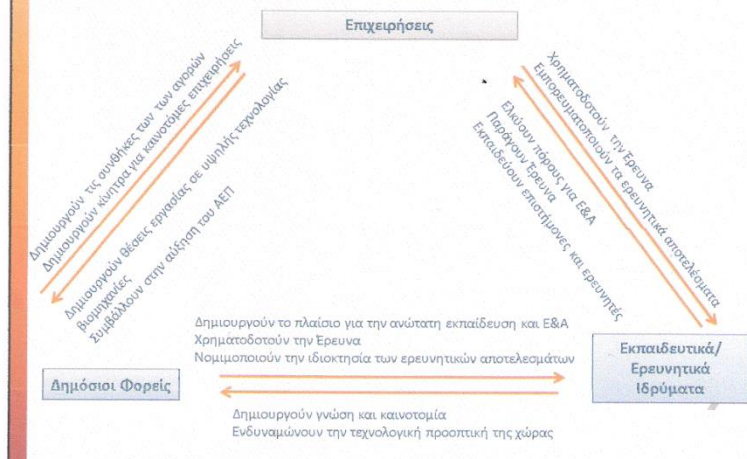 Επιχειρήσεις
Δημιουργούν τις συνθήκες των των αγορών
Δημιουργούν κίνητρα για καινοτόμες επιχειρήσεις
Δημιουργούν θέσεις εργασίας σε υψηλής τεχνολογίας
βιομηχανίες
Συμβάλλουν στην αύξηση του ΑΕΠ
Χρηματοδοτούν την Έρευνα
Εμπορευματοποιούν τα ερευνητικά αποτελέσματα
Ελκύουν πόρους για Ε&Α
Παράγουν Έρευνα
Εκπαιδεύουν επιστήμονες και ερευνητές
Δημιουργούν το πλαίσιο για την ανώτατη εκπαίδευση και Ε&Α
Χρηματοδοτούν την Έρευνα
Νομιμοποιούν την ιδιοκτησία των ερευνητικών αποτελεσμάτων
Δημόσιοι Φορείς
Εκπαιδευτικά/
Ερευνητικά
Ιδρύματα
Δημιουργούν γνώση και καινοτομία
Ενδυναμώνουν την τεχνολογική προοπτική της χώρας